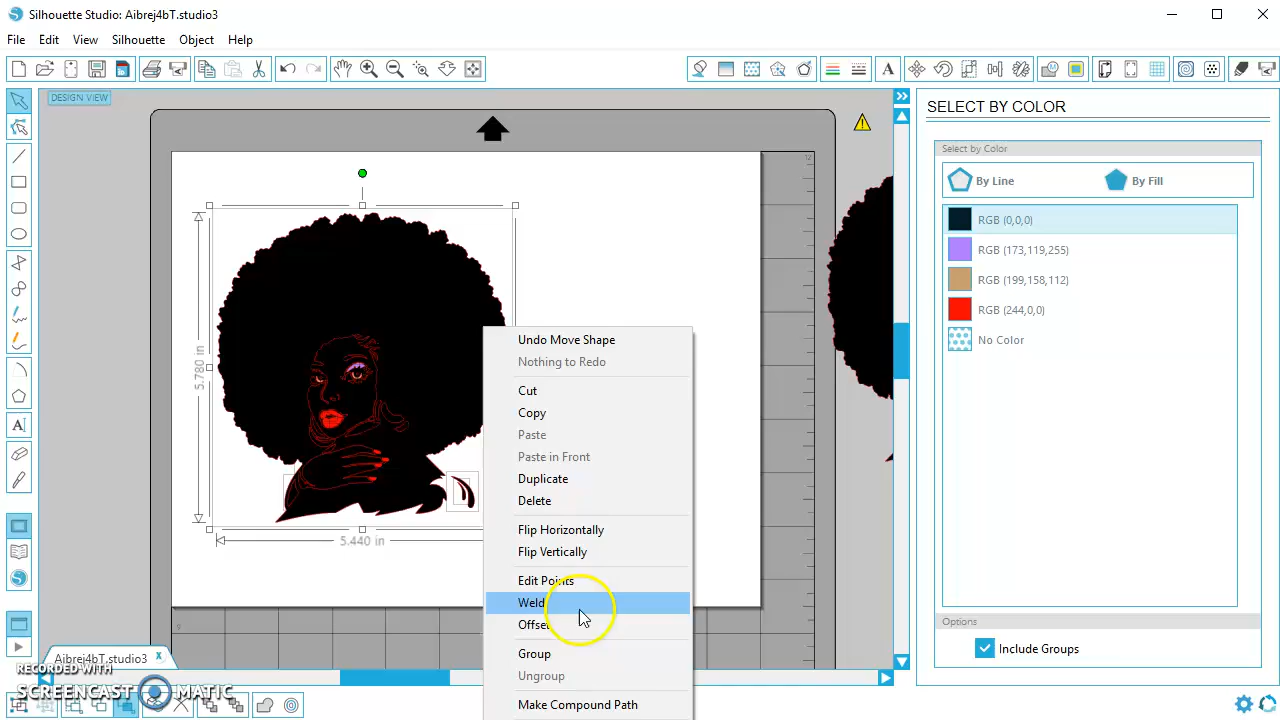 Silhouette Studio: Aibrej4bT.studio3
File Edit View Silhouette Object Help
DESIGN VIEW
SELECT BY COLOR
Select by Color
By Line By Fill
RGB (0,0,0)
RGB (173,119,255)
RGB (199,158,112)
RGB (244,0,0)
No Color
12
5.780 in
5.440 in
Undo Move Shape
Nothing to Redo
Cut
Copy
Paste
Paste in Front
Duplicate
Delete
Flip Horizontally
Flip Vertically
Edit Points
Weld
Offset
Group
Ungroup
Make Compound Path
Options
Include Groups
Aibrej4bT.studio3
RECORDED WITH
SCREENCAST MATIC